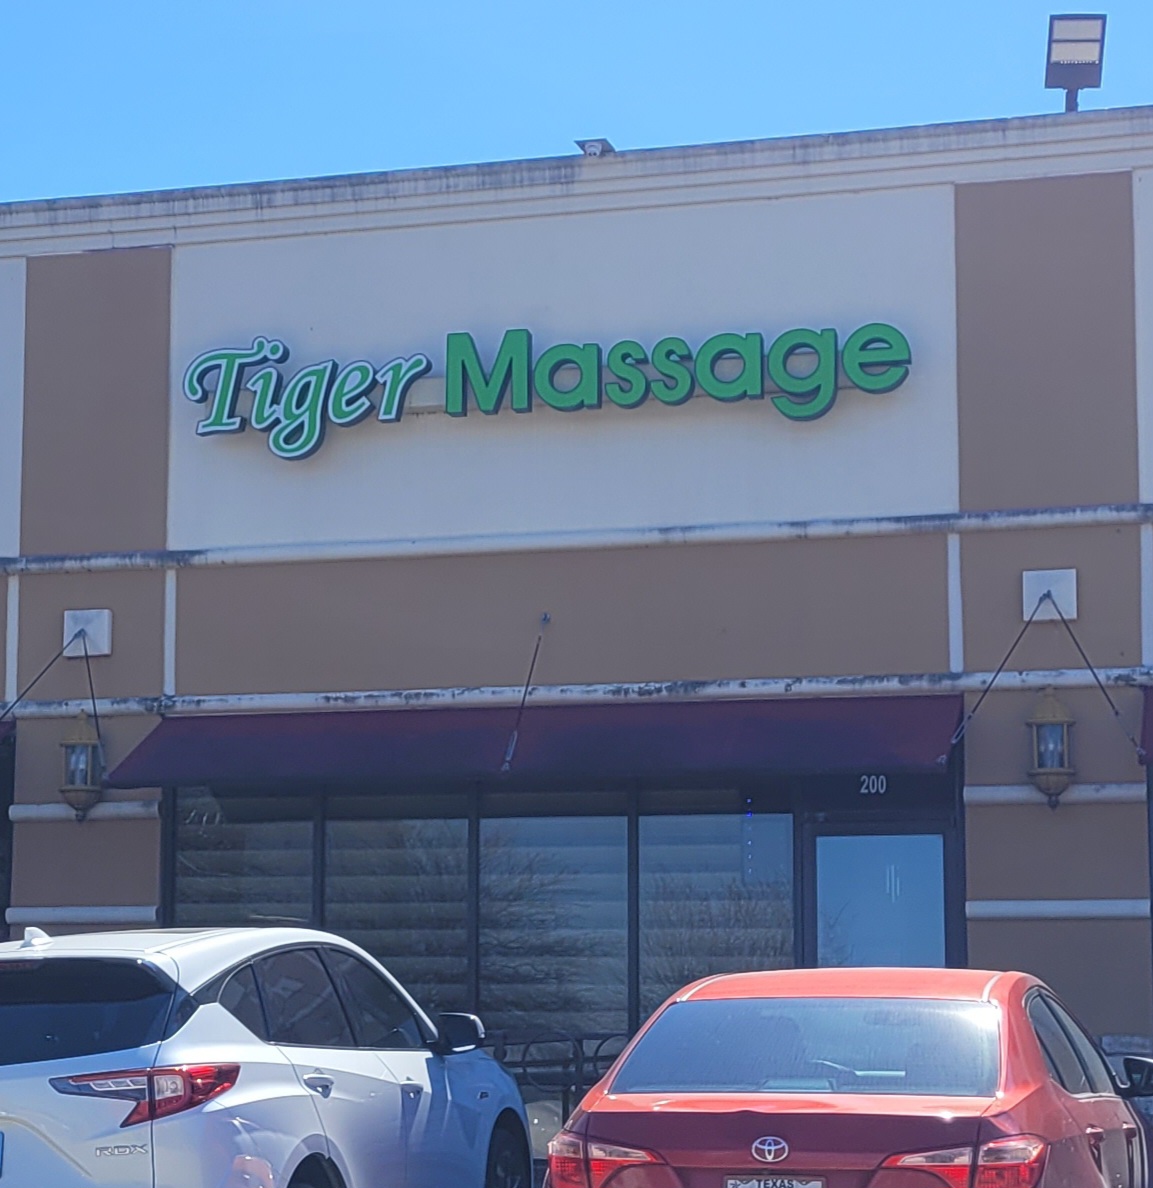 Tiger Massage
200
RDX
TEXAS